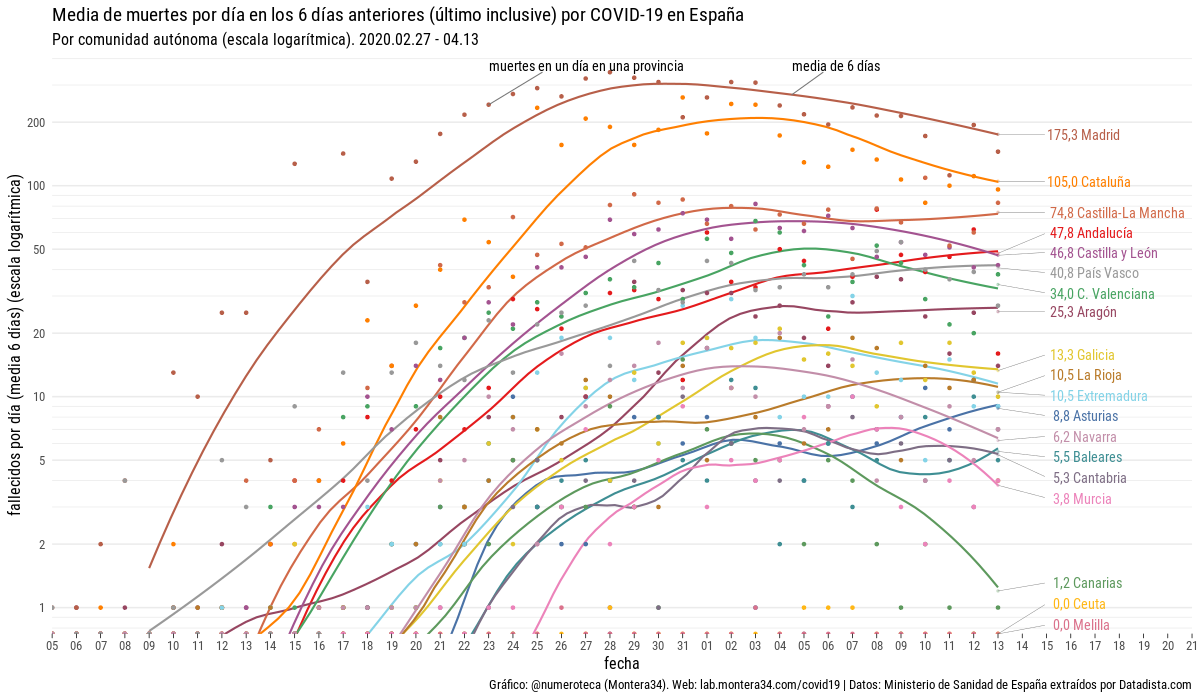 Media de muertes por día en los 6 días anteriores (último inclusive) por COVID-19 en España
Por comunidad autónoma (escala logarítmica). 2020.02.27 - 04.13
muertes en un día en una provincia
media de 6 días
fallecidos por día (media 6 días) (escala logarítmica)
200
100
50
20
10
5
2
1
175,3 Madrid
105,0 Cataluña
74,8 Castilla-La Mancha
47,8 Andalucía
46,8 Castilla y León
40,8 País Vasco
34,0 C. Valenciana
25,3 Aragón
13,3 Galicia
10,5 La Rioja
10,5 Extremadura
8,8 Asturias
6,2 Navarra
5,5 Baleares
5,3 Cantabria
3,8 Murcia
1,2 Canarias
0,0 Ceuta
0,0 Melilla
05 06 07 08 09 10 11 12 13 14 15 16 17 18 19 20 21 22 23 24 25 26 27 28 29 30 31 01 02 03 04 05 06 07 08 09 10 11 12 13 14 15 16 17 18 19 20 21
fecha
Gráfico: @numeroteca (Montera34). Web: lab.montera34.com/covid19 | Datos: Ministerio de Sanidad de España extraídos por Datadista.com